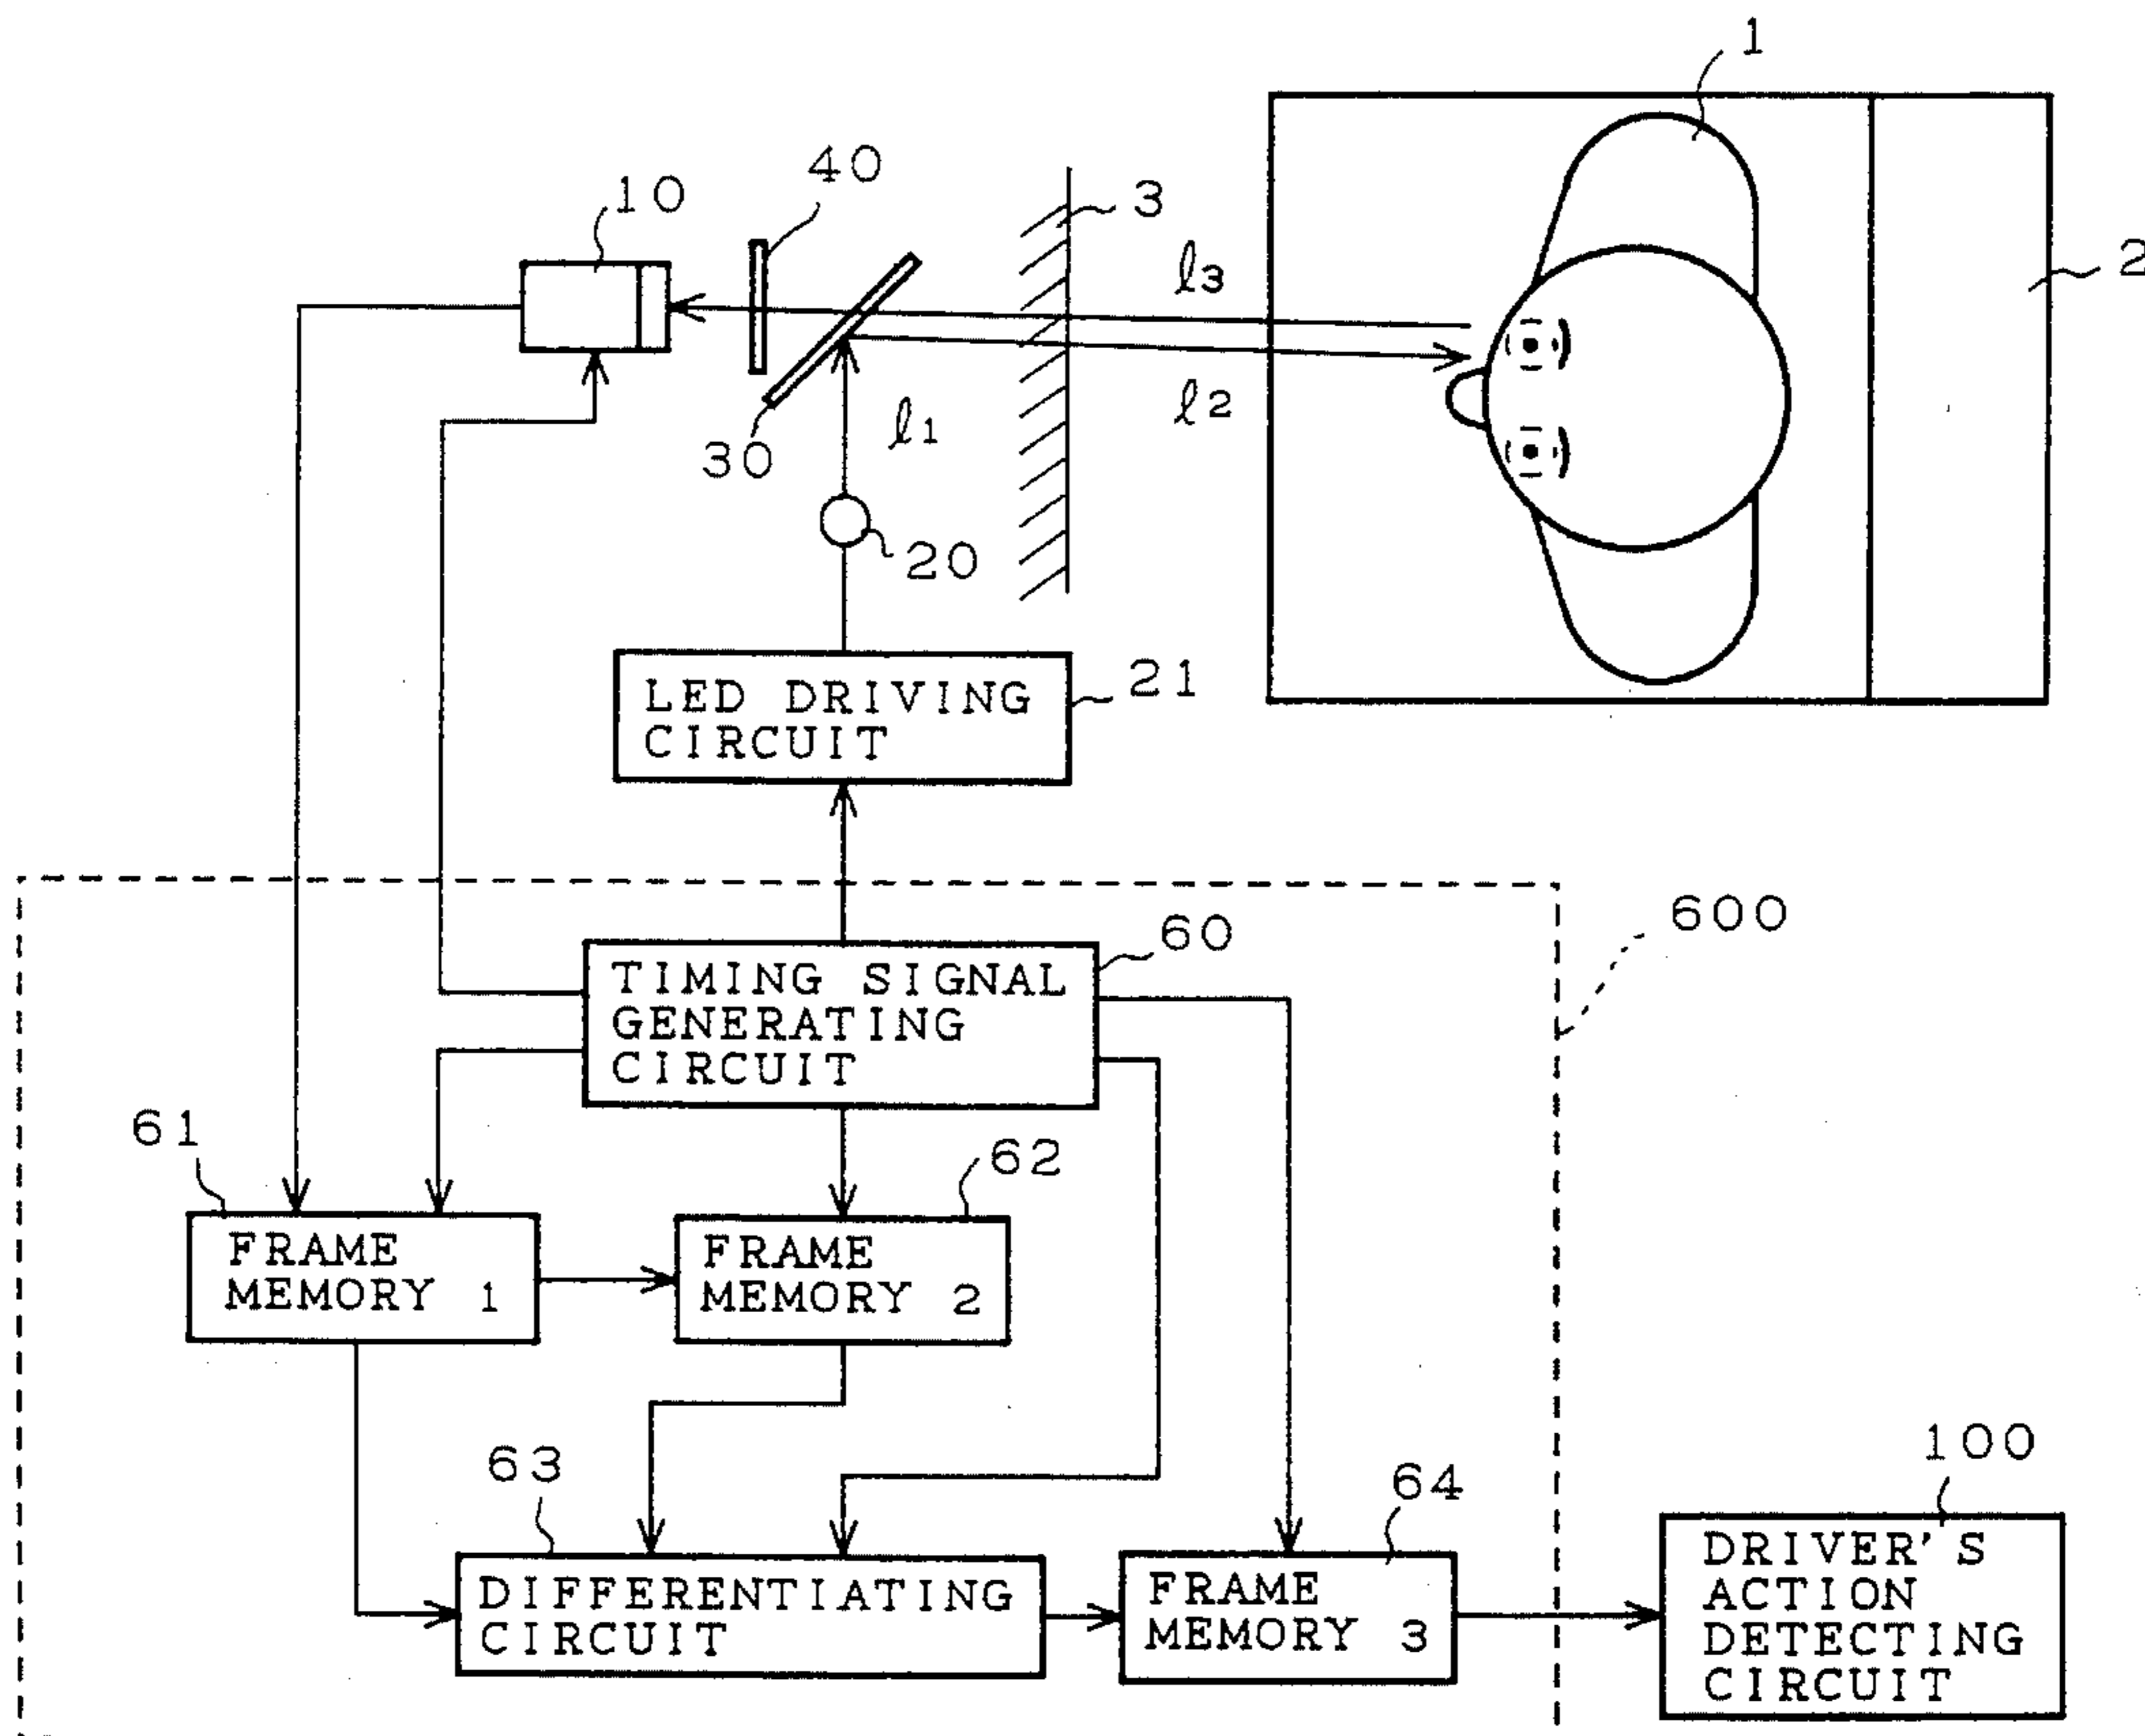 1
40
10
3
2
l3
l2
l1
30
20
21
LED DRIVING
CIRCUIT
600
60
TIMING SIGNAL
GENERATING
CIRCUIT
61
62
FRAME
MEMORY 1
FRAME
MEMORY 2
63
64
100
DIFFERENTIATING
CIRCUIT
FRAME
MEMORY 3
DRIVER'S
ACTION
DETECTING
CIRCUIT